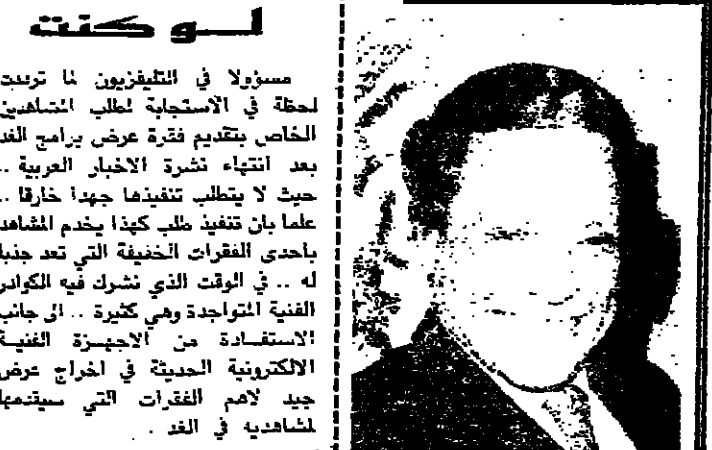 لو كنت
مسؤولا في التليفزيون لما ترددت
لحظة في الاستجابة لطلب المشاهدين
الخاص بتقديم فقرة عرض برامج الغد
بعد انتهاء نشرة الاخبار العربية ..
حيث لا يتطلب تنفيذها جهدا خارقا ..
علما بان تنفيذ طلب كهذا يخدم المشاهد
باحدى الفقرات الخفيفة التي تعد جذبا
له .. في الوقت الذي نشرك فيه الكوادر
الفنية المتواجدة وهي كثيرة .. الى جانب
الاستفادة من الاجهزة الفنية
الالكترونية الحديثة في اخراج عرض
جيد لاهم الفقرات التي سيقدمها
لمشاهديه في الغد .